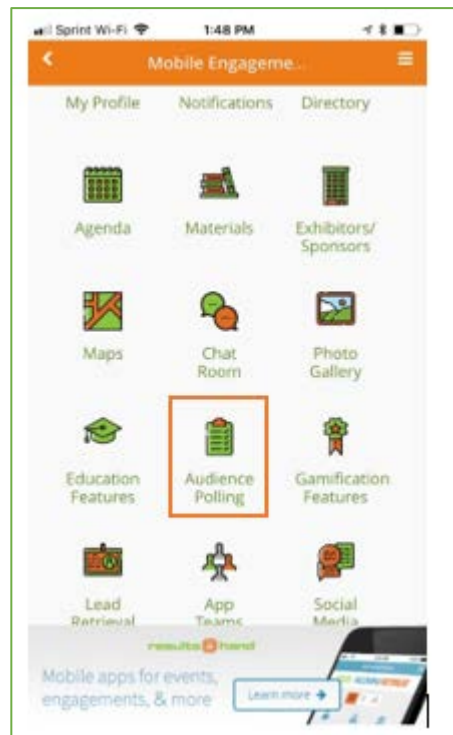 Sprint Wi-Fi 1:48 PM
Mobile Engageme...
My Profile Notifications Directory
Agenda Materials Exhibitors/
Sponsors
Maps Chat Photo
Room Gallery
Education Audience Gamification
Features Polling Features
Lead App Social
Retrieval Teams Media
results@hand
Mobile apps for events,
engagements, & more
Learn more